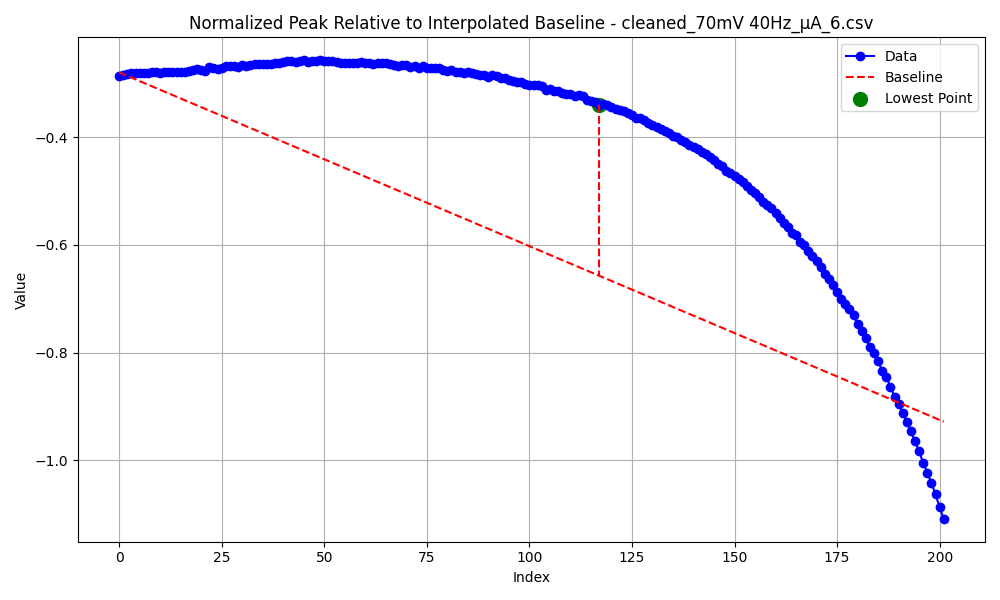 Normalized Peak Relative to Interpolated Baseline - cleaned_70mV 40Hz_µA_6.csv
Data
Baseline
Lowest Point
Value
−0.4
−0.6
−0.8
−1.0
0
25
50
75
100
125
150
175
200
Index